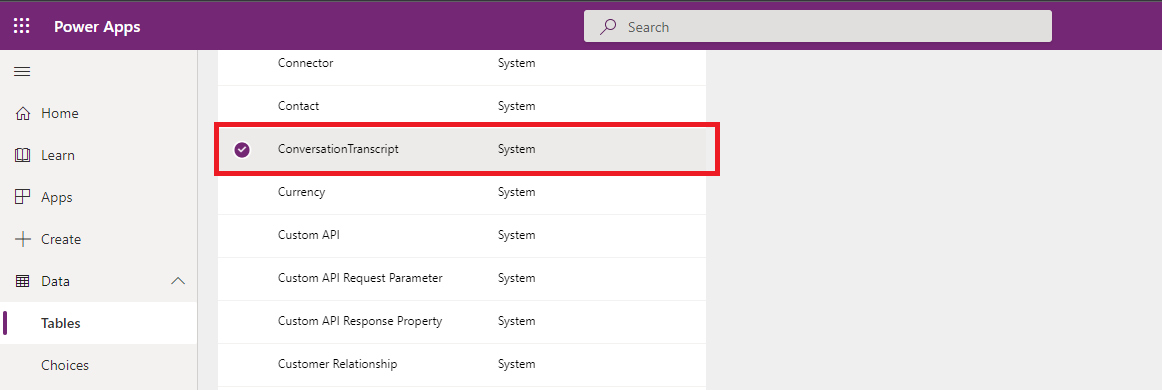 Power Apps
Search
Home
Learn
Apps
Create
Data
Tables
Choices
Connector System
Contact System
ConversationTranscript System
Currency System
Custom API System
Custom API Request Parameter System
Custom API Response Property System
Customer Relationship System